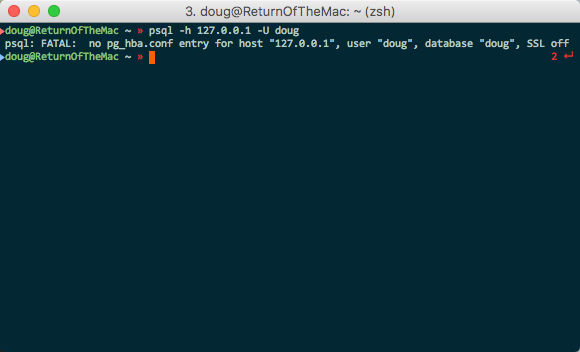 3. doug@ReturnOfTheMac: ~ (zsh)
doug@ReturnOfTheMac ~ » psql -h 127.0.0.1 -U doug
psql: FATAL:  no pg_hba.conf entry for host "127.0.0.1", user "doug", database "doug", SSL off
doug@ReturnOfTheMac ~ » 2 ↵